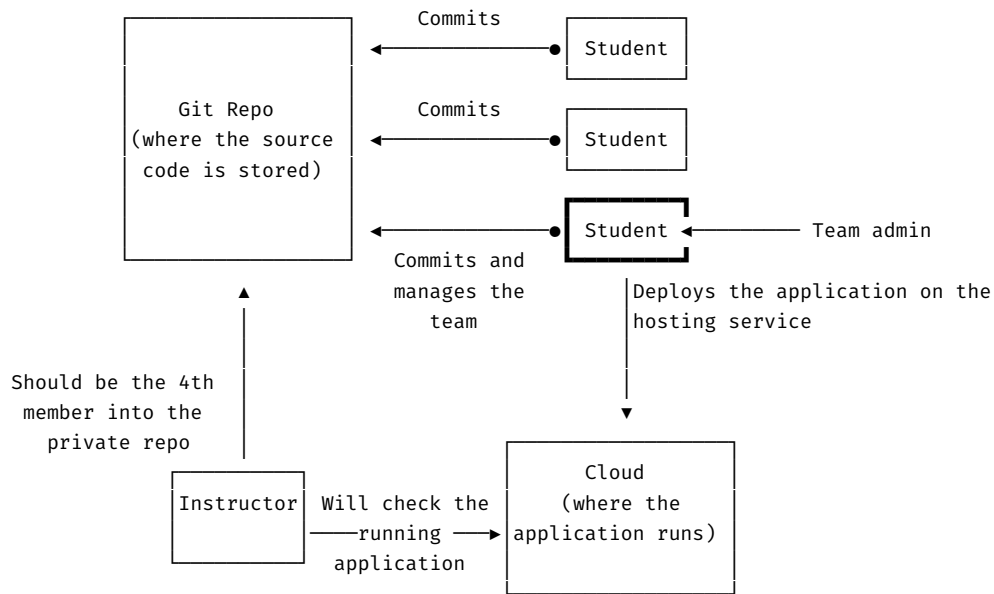 Commits
Student
Git Repo
(where the source
code is stored)
Commits
Student
Student
Team admin
Commits and
manages the
team
Deploys the application on the
hosting service
Should be the 4th
member into the
private repo
Instructor
Will check the
running
application
Cloud
(where the
application runs)